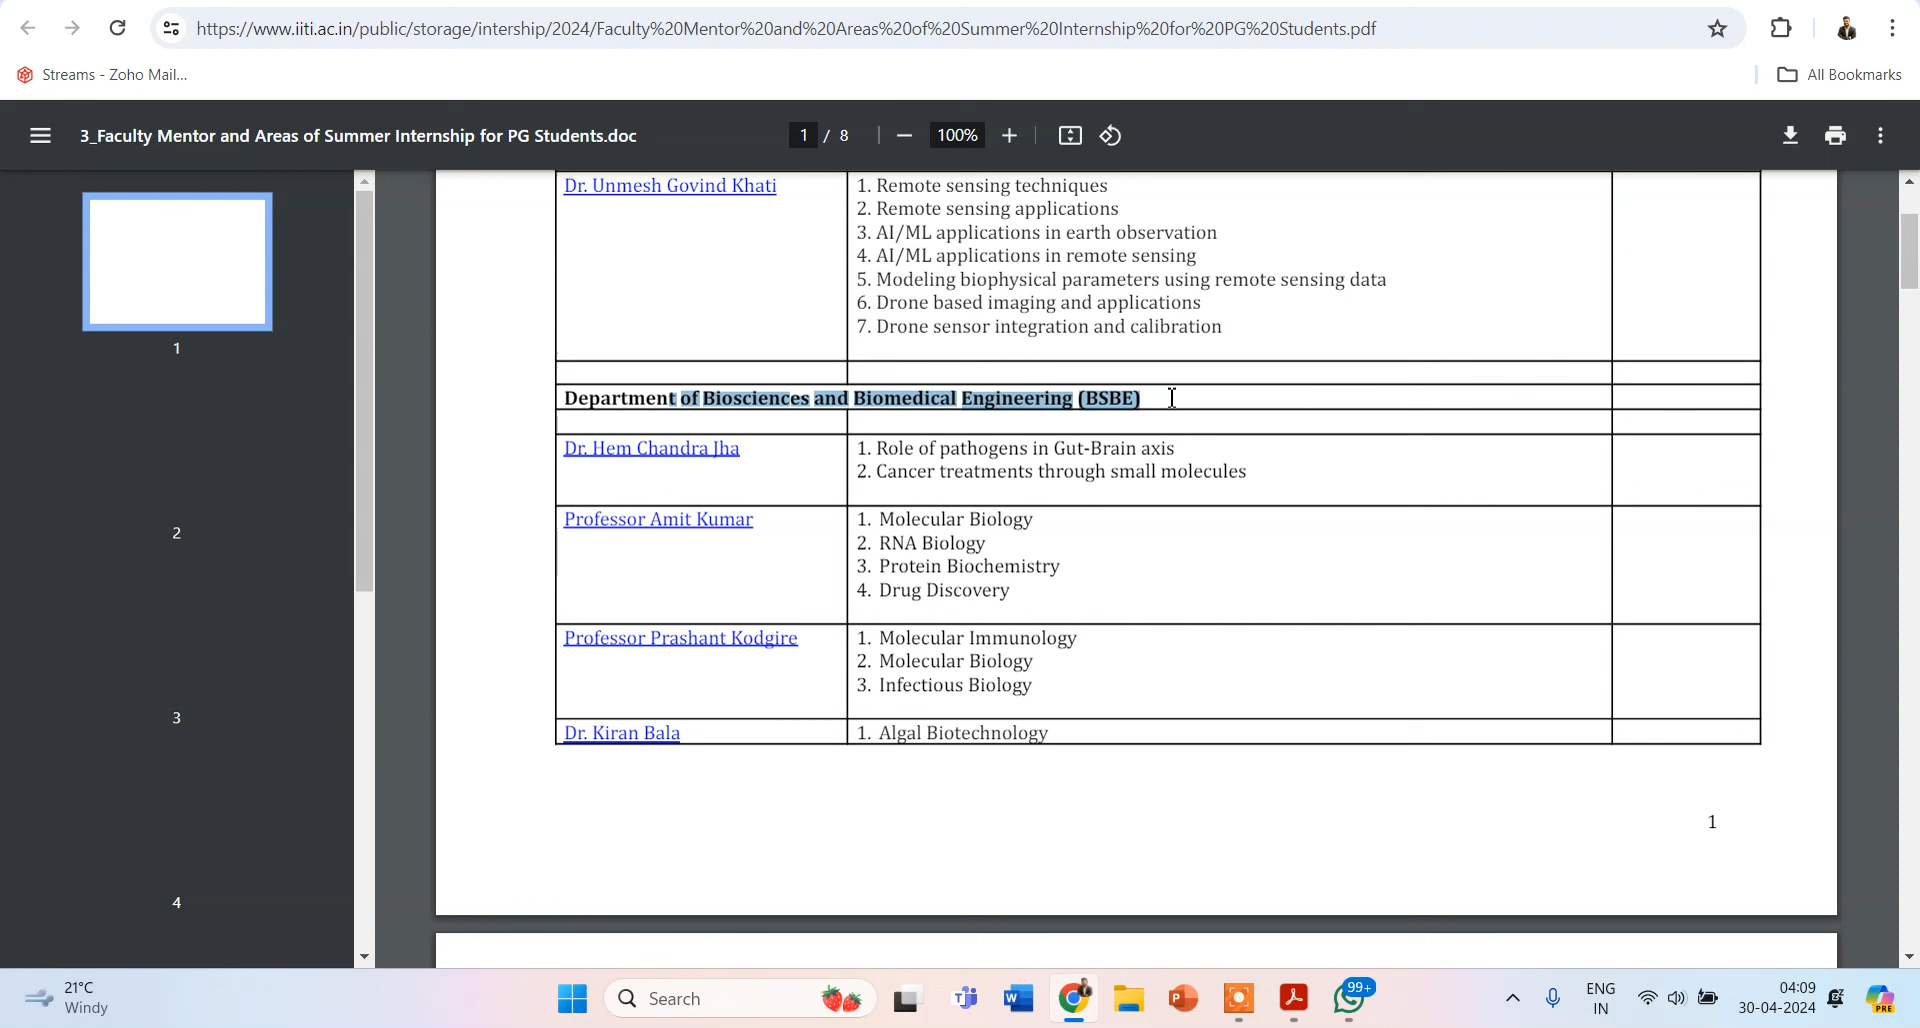 https://www.iiti.ac.in/public/storage/intership/2024/Faculty%20Mentor%20and%20Areas%20of%20Summer%20Internship%20for%20PG%20Students.pdf
Streams - Zoho Mail...
All Bookmarks
3_Faculty Mentor and Areas of Summer Internship for PG Students.doc
1 / 8
100%
Dr. Unmesh Govind Khati
1. Remote sensing techniques
2. Remote sensing applications
3. AI/ML applications in earth observation
4. AI/ML applications in remote sensing
5. Modeling biophysical parameters using remote sensing data
6. Drone based imaging and applications
7. Drone sensor integration and calibration
Department of Biosciences and Biomedical Engineering (BSBE)
Dr. Hem Chandra Jha
1. Role of pathogens in Gut-Brain axis
2. Cancer treatments through small molecules
Professor Amit Kumar
1. Molecular Biology
2. RNA Biology
3. Protein Biochemistry
4. Drug Discovery
Professor Prashant Kodgire
1. Molecular Immunology
2. Molecular Biology
3. Infectious Biology
Dr. Kiran Bala
1. Algal Biotechnology
1
1
2
3
4
21°C
Windy
Search
99+
ENG
IN
04:09
30-04-2024
PRE